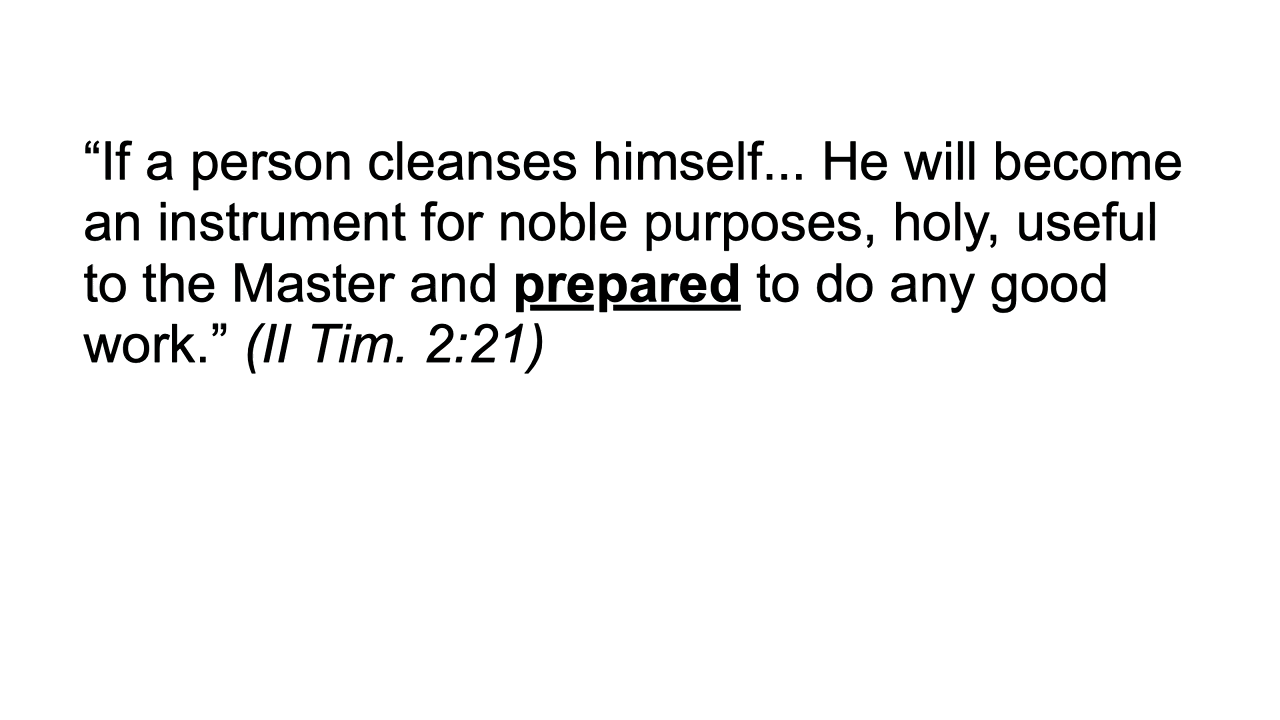 “If a person cleanses himself... He will become
an instrument for noble purposes, holy, useful
to the Master and prepared to do any good
work.” (II Tim. 2:21)